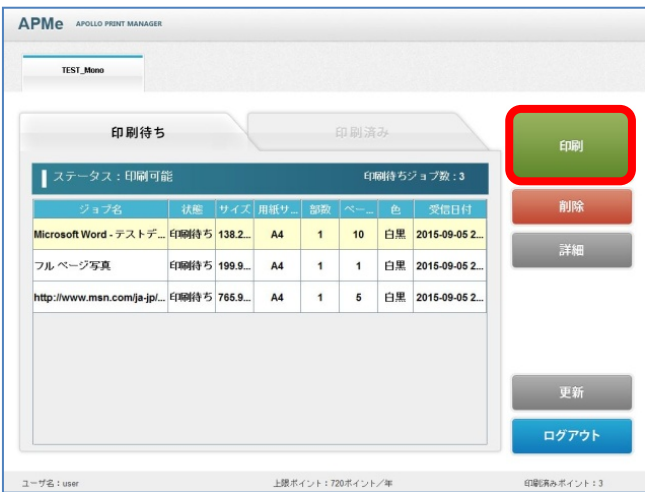 APMe APOLLO PRINT MANAGER
TEST_Mono
印刷待ち 印刷済み
印刷
ステータス：印刷可能 印刷待ちジョブ数：3
ジョブ名 状態 サイズ 用紙サ... 部数 ペー... 色 受信日付
削除
Microsoft Word - テストデ... 印刷待ち 138.2... A4 1 10 白黒 2015-09-05 2...
詳細
フル ページ写真 印刷待ち 199.9... A4 1 1 白黒 2015-09-05 2...
http://www.msn.com/ja-jp/... 印刷待ち 765.9... A4 1 5 白黒 2015-09-05 2...
更新
ログアウト
ユーザ名：user 上限ポイント：720ポイント／年 印刷済みポイント：3